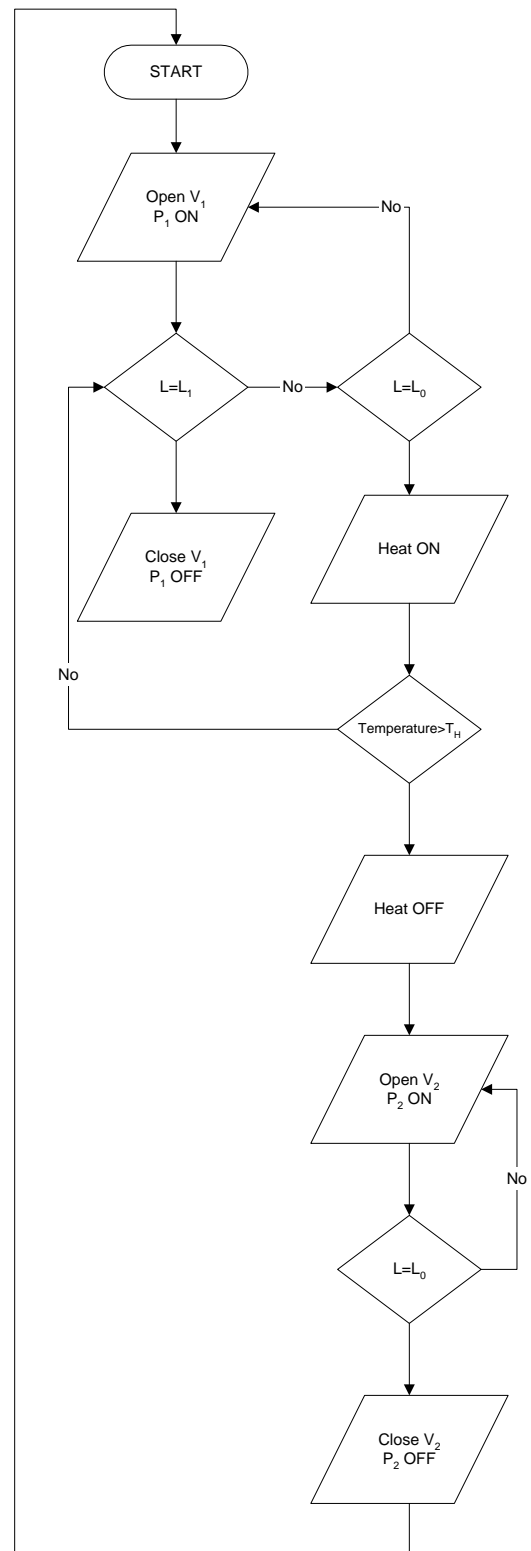 START
Open V₁
P₁ ON
No
L=L₁
No
L=L₀
Close V₁
P₁ OFF
Heat ON
No
Temperature>T_H
Heat OFF
Open V₂
P₂ ON
No
L=L₀
Close V₂
P₂ OFF